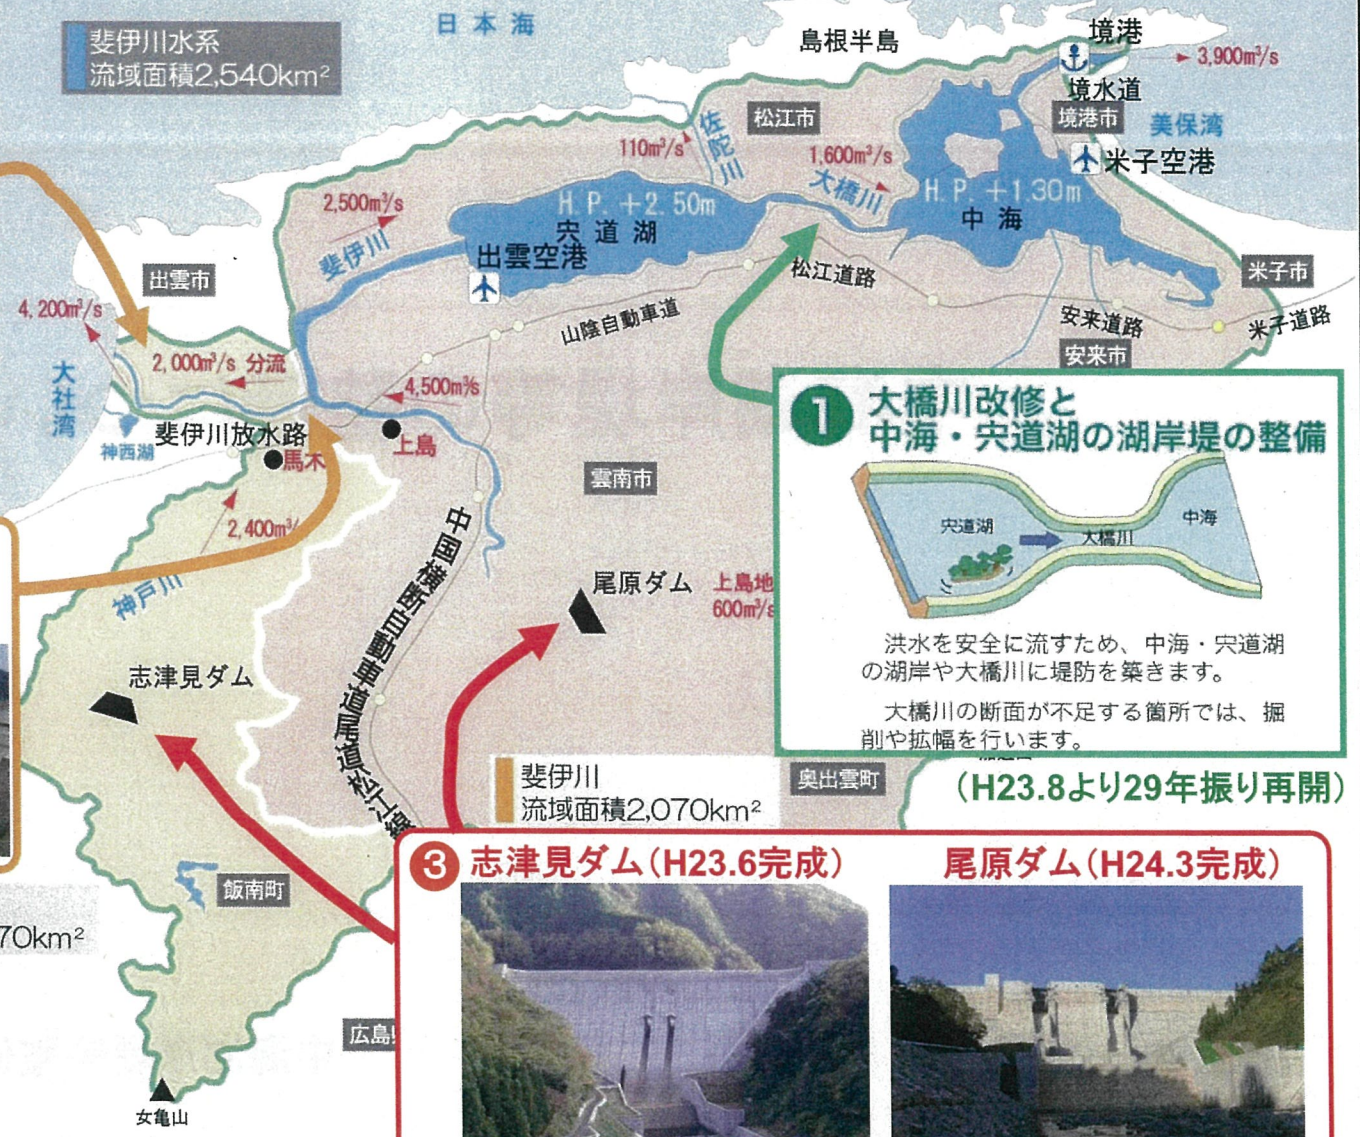 斐伊川水系
流域面積2,540km²
日本海
島根半島
境港
3,900m³/s
境水道
境港市
美保湾
米子空港
松江市
佐陀川
110m³/s
1,600m³/s
大橋川
H.P.+1.30m
中海
2,500m³/s
斐伊川
H.P.+2.50m
宍道湖
出雲空港
出雲市
4,200m³/s
2,000m³/s 分流
大社湾
神西湖
斐伊川放水路
馬木
4,500m³/s
上島
2,400m³/
神戸川
山陰自動車道
松江道路
安来道路
安来市
米子市
米子道路
雲南市
中国横断自動車道尾道松江線
尾原ダム
上島地
600m³/s
志津見ダム
1 大橋川改修と
中海・宍道湖の湖岸堤の整備
宍道湖
大橋川
中海
洪水を安全に流すため、中海・宍道湖
の湖岸や大橋川に堤防を築きます。
大橋川の断面が不足する箇所では、掘
削や拡幅を行います。
(H23.8より29年振り再開)
斐伊川
流域面積2,070km²
奥出雲町
飯南町
70km²
広島
女亀山
3 志津見ダム(H23.6完成)
尾原ダム(H24.3完成)